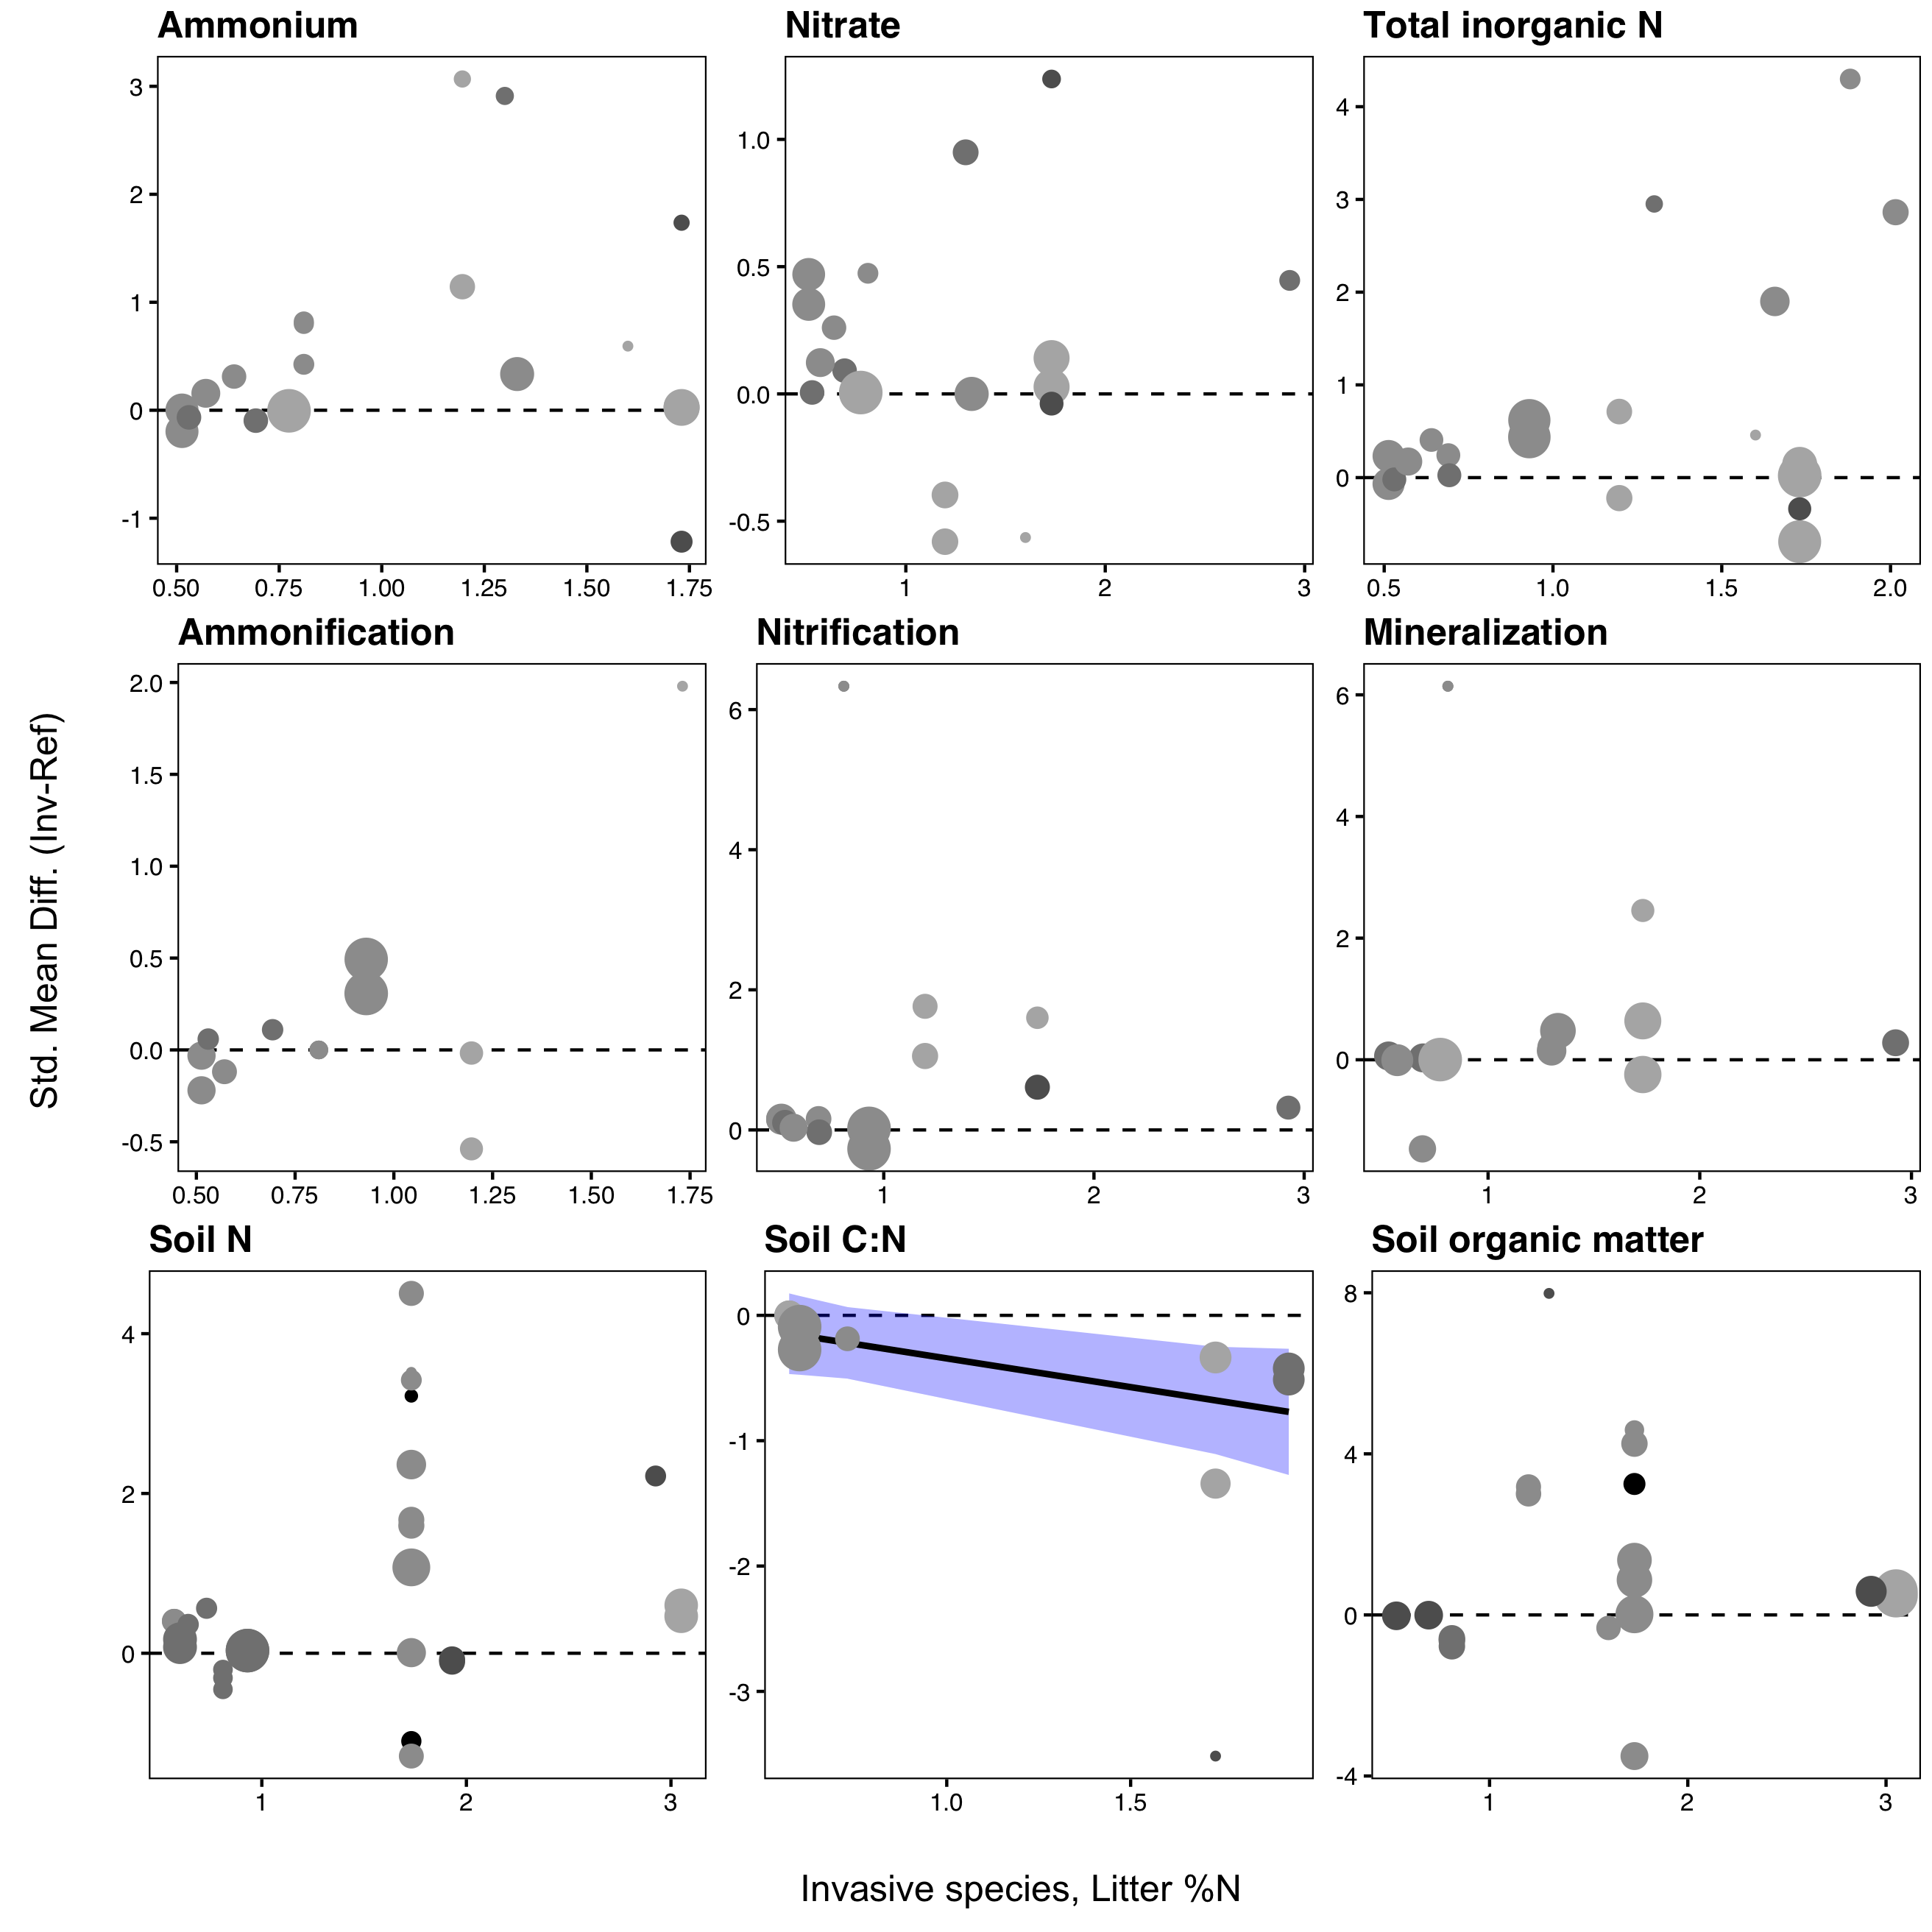 Ammonium
Nitrate
Total inorganic N
3
2
1
0
-1
0.50 0.75 1.00 1.25 1.50 1.75
1.0
0.5
0.0
-0.5
1 2 3
4
3
2
1
0
0.5 1.0 1.5 2.0
Ammonification
Nitrification
Mineralization
Std. Mean Diff. (Inv-Ref)
2.0
1.5
1.0
0.5
0.0
-0.5
0.50 0.75 1.00 1.25 1.50 1.75
6
4
2
0
1 2 3
6
4
2
0
1 2 3
Soil N
Soil C:N
Soil organic matter
4
2
0
1 2 3
0
-1
-2
-3
1.0 1.5
8
4
0
-4
1 2 3
Invasive species, Litter %N